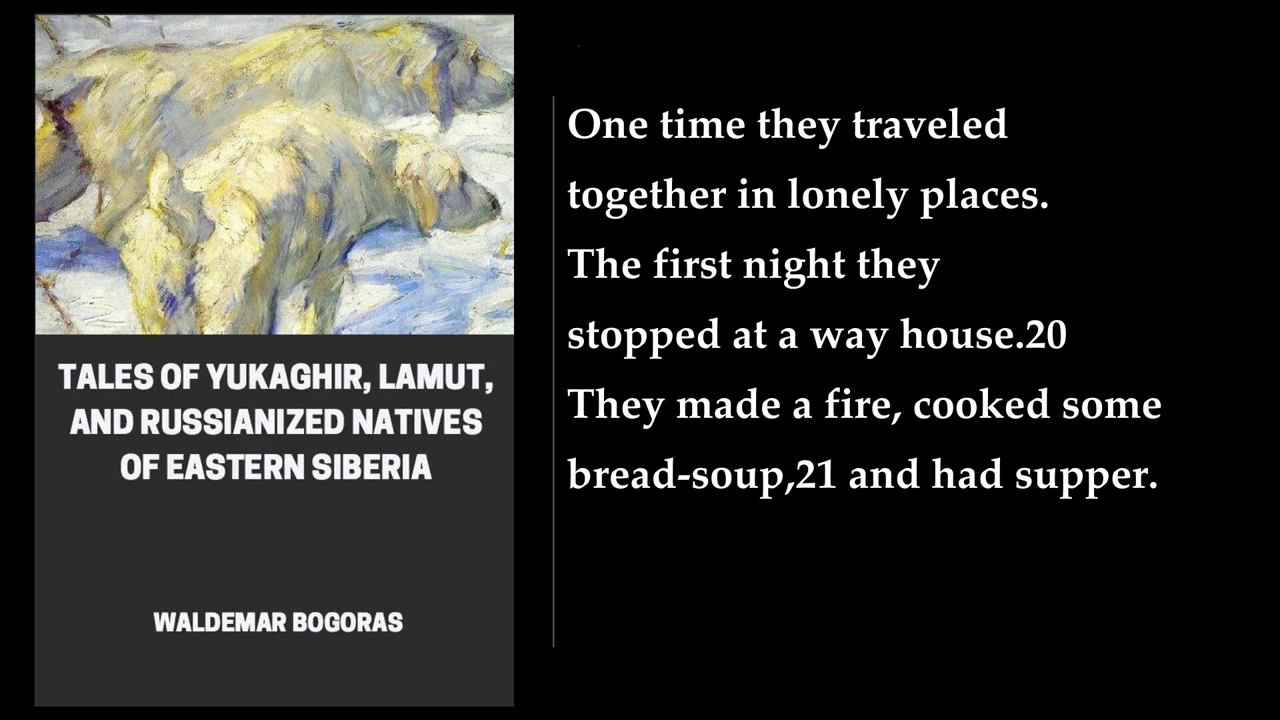 TALES OF YUKAGHIR, LAMUT,
AND RUSSIANIZED NATIVES
OF EASTERN SIBERIA
WALDEMAR BOGORAS
One time they traveled
together in lonely places.
The first night they
stopped at a way house.20
They made a fire, cooked some
bread-soup,21 and had supper.